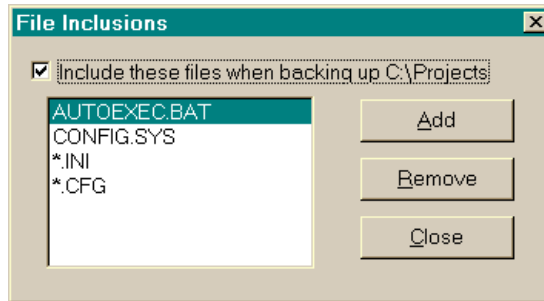 File Inclusions
Include these files when backing up C:\Projects
AUTOEXEC.BAT
CONFIG.SYS
*.INI
*.CFG
Add
Remove
Close